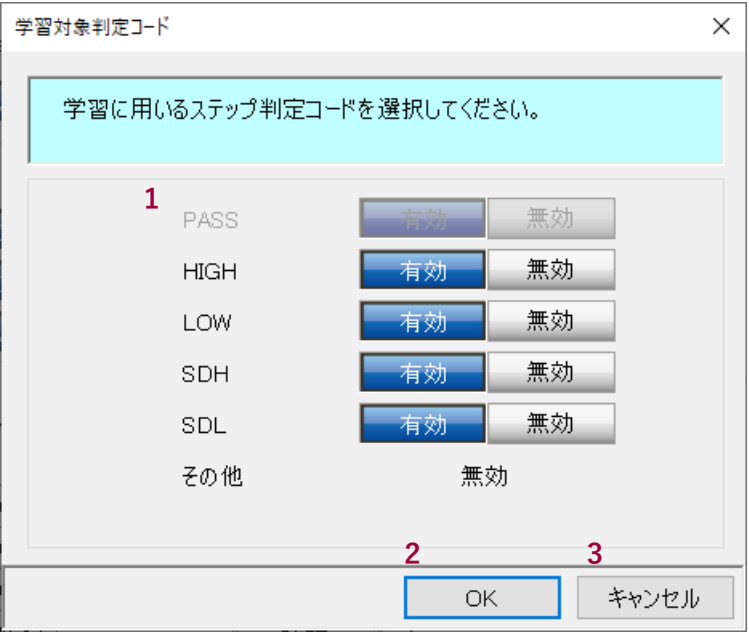 学習対象判定コード
学習に用いるステップ判定コードを選択してください。
1
PASS 有効 無効
HIGH 有効 無効
LOW 有効 無効
SDH 有効 無効
SDL 有効 無効
その他 無効
2 3
OK キャンセル